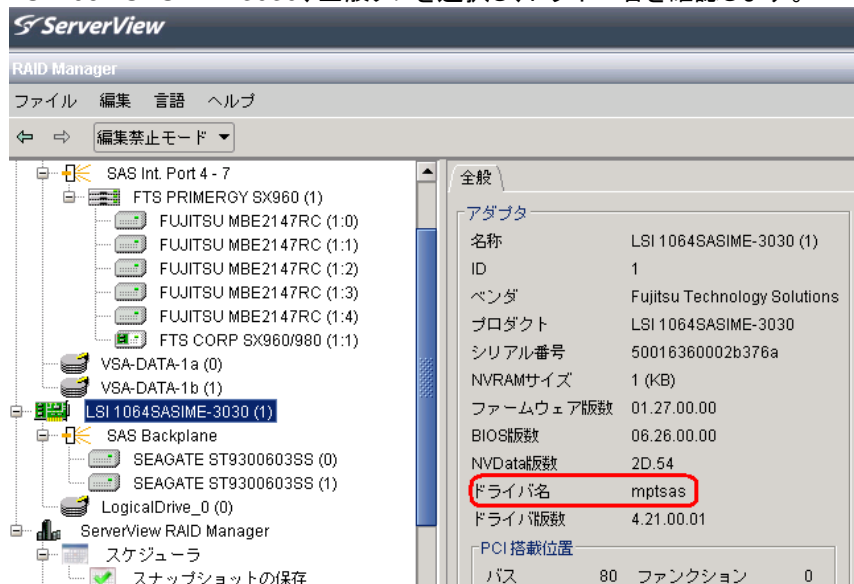 ServerView
RAID Manager
ファイル 編集 言語 ヘルプ
編集禁止モード
SAS Int. Port 4 - 7
FTS PRIMERGY SX960 (1)
FUJITSU MBE2147RC (1:0)
FUJITSU MBE2147RC (1:1)
FUJITSU MBE2147RC (1:2)
FUJITSU MBE2147RC (1:3)
FUJITSU MBE2147RC (1:4)
FTS CORP SX960/980 (1:1)
VSA-DATA-1a (0)
VSA-DATA-1b (1)
LSI 1064SASIME-3030 (1)
SAS Backplane
SEAGATE ST9300603SS (0)
SEAGATE ST9300603SS (1)
LogicalDrive_0 (0)
ServerView RAID Manager
スケジューラ
スナップショットの保存
全般
アダプタ
名称 LSI 1064SASIME-3030 (1)
ID 1
ベンダ Fujitsu Technology Solutions
プロダクト LSI 1064SASIME-3030
シリアル番号 50016360002b376a
NVRAMサイズ 1 (KB)
ファームウェア版数 01.27.00.00
BIOS版数 06.26.00.00
NVData版数 2D.54
ドライバ名 mptsas
ドライバ版数 4.21.00.01
PCI 搭載位置
バス 80 ファンクション 0